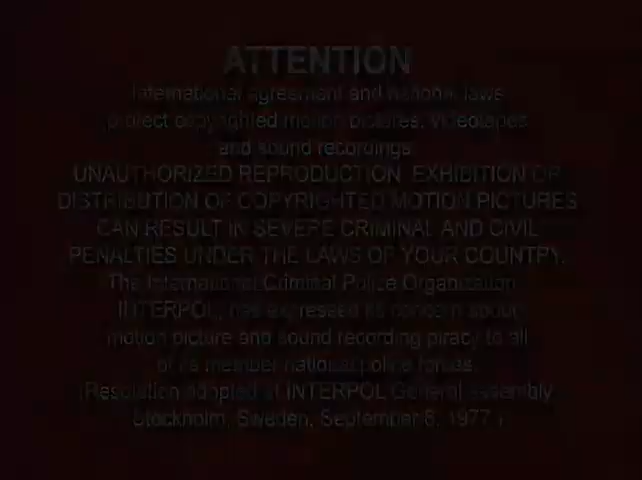 ATTENTION
International agreement and national laws
protect copyrighted motion pictures, videotapes
and sound recordings.
UNAUTHORIZED REPRODUCTION, EXHIBITION OR
DISTRIBUTION OF COPYRIGHTED MOTION PICTURES
CAN RESULT IN SEVERE CRIMINAL AND CIVIL
PENALTIES UNDER THE LAWS OF YOUR COUNTRY.
The International Criminal Police Organization
INTERPOL, has expressed its concern about
motion picture and sound recording piracy to all
of its member national police forces.
(Resolution adopted at INTERPOL General assembly
Stockholm, Sweden, September 8, 1977.)